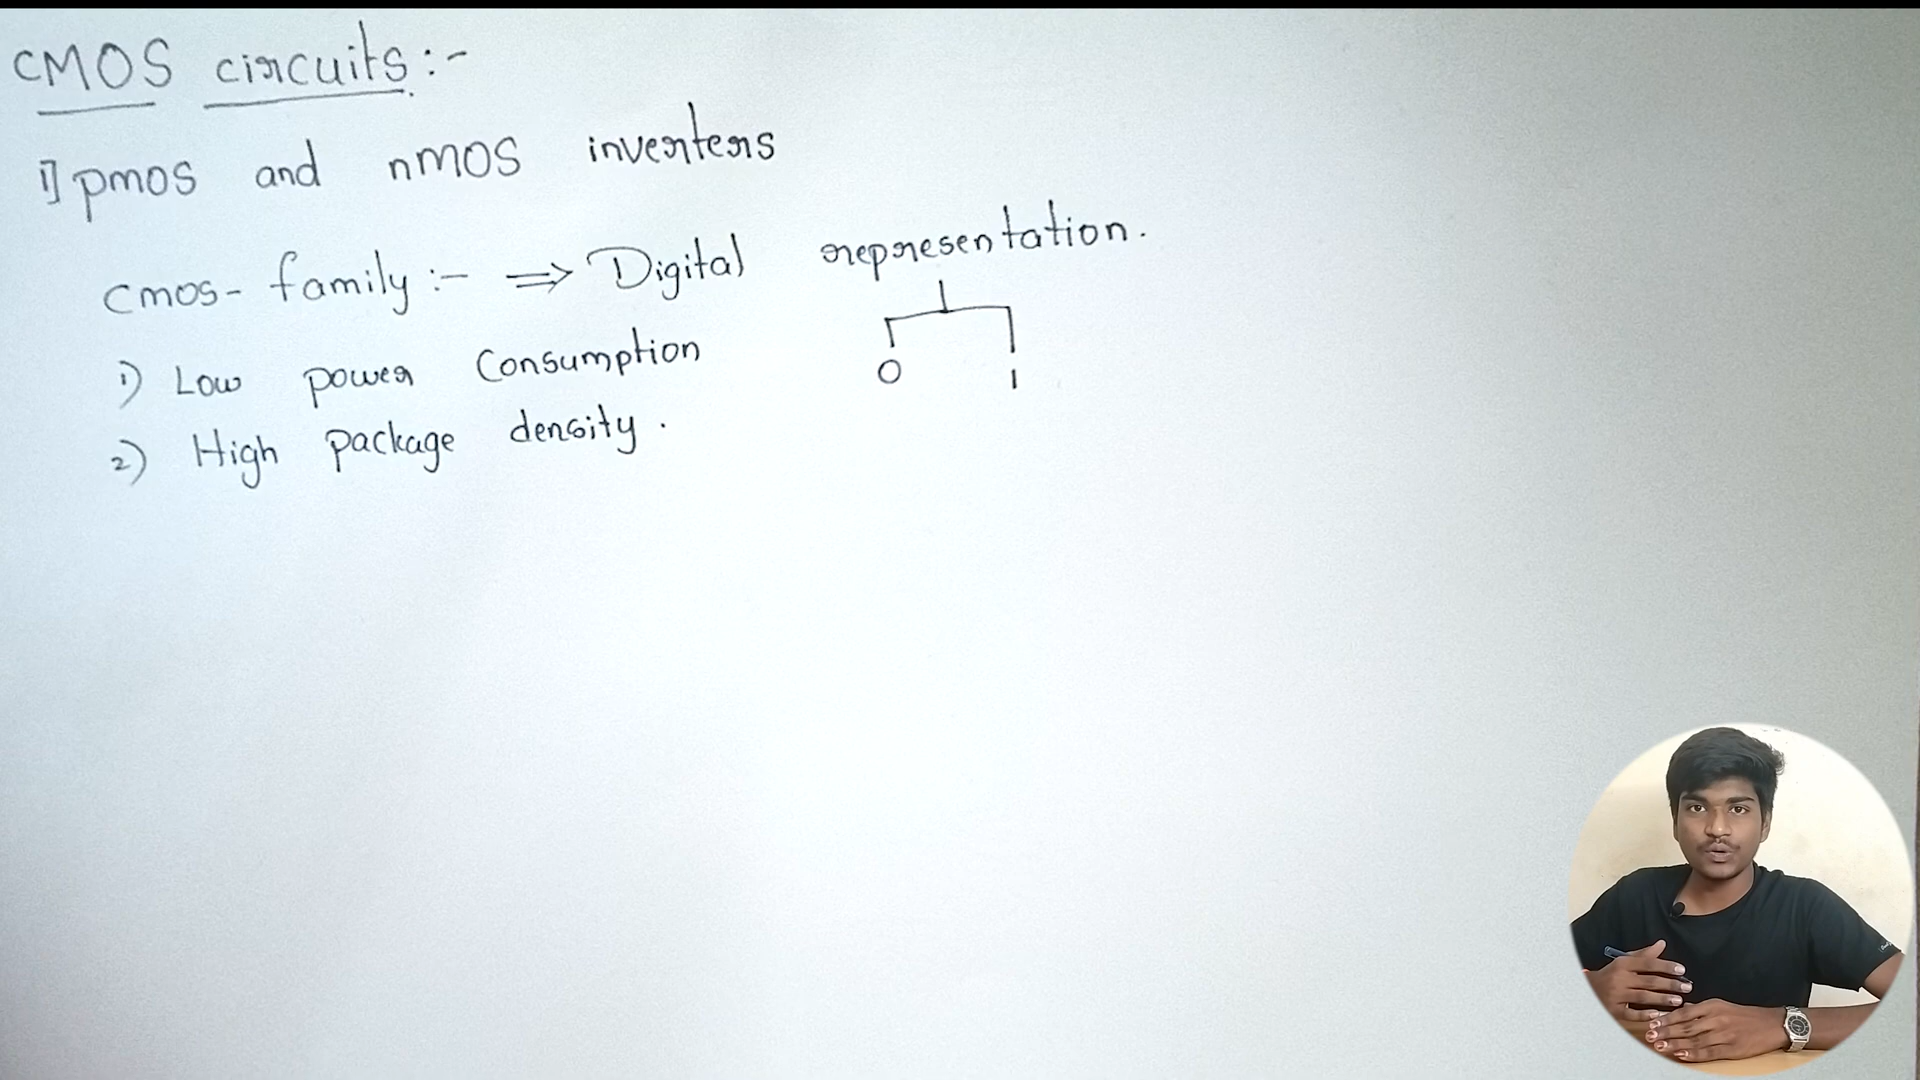 CMOS circuits :-
1] pmos and nMOS inverters
Cmos- family :- => Digital representation.
0 1
1) Low power Consumption
2) High package density.